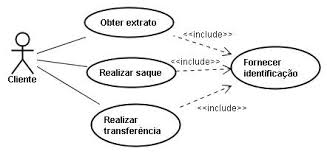 Obter extrato
<<include>>
Cliente
Realizar saque
<<include>>
Fornecer
identificação
<<include>>
Realizar
transferência